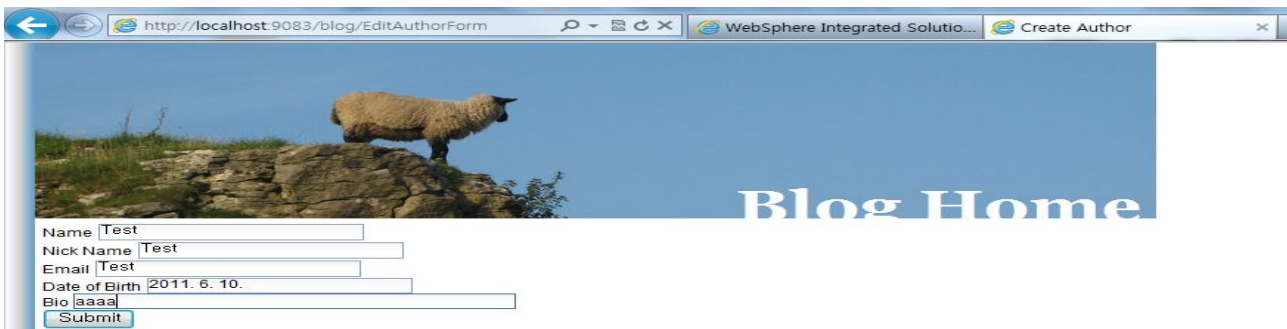 http://localhost:9083/blog/EditAuthorForm
WebSphere Integrated Solutio...
Create Author
Blog Home
Name Test
Nick Name Test
Email Test
Date of Birth 2011. 6. 10.
Bio aaaa
Submit